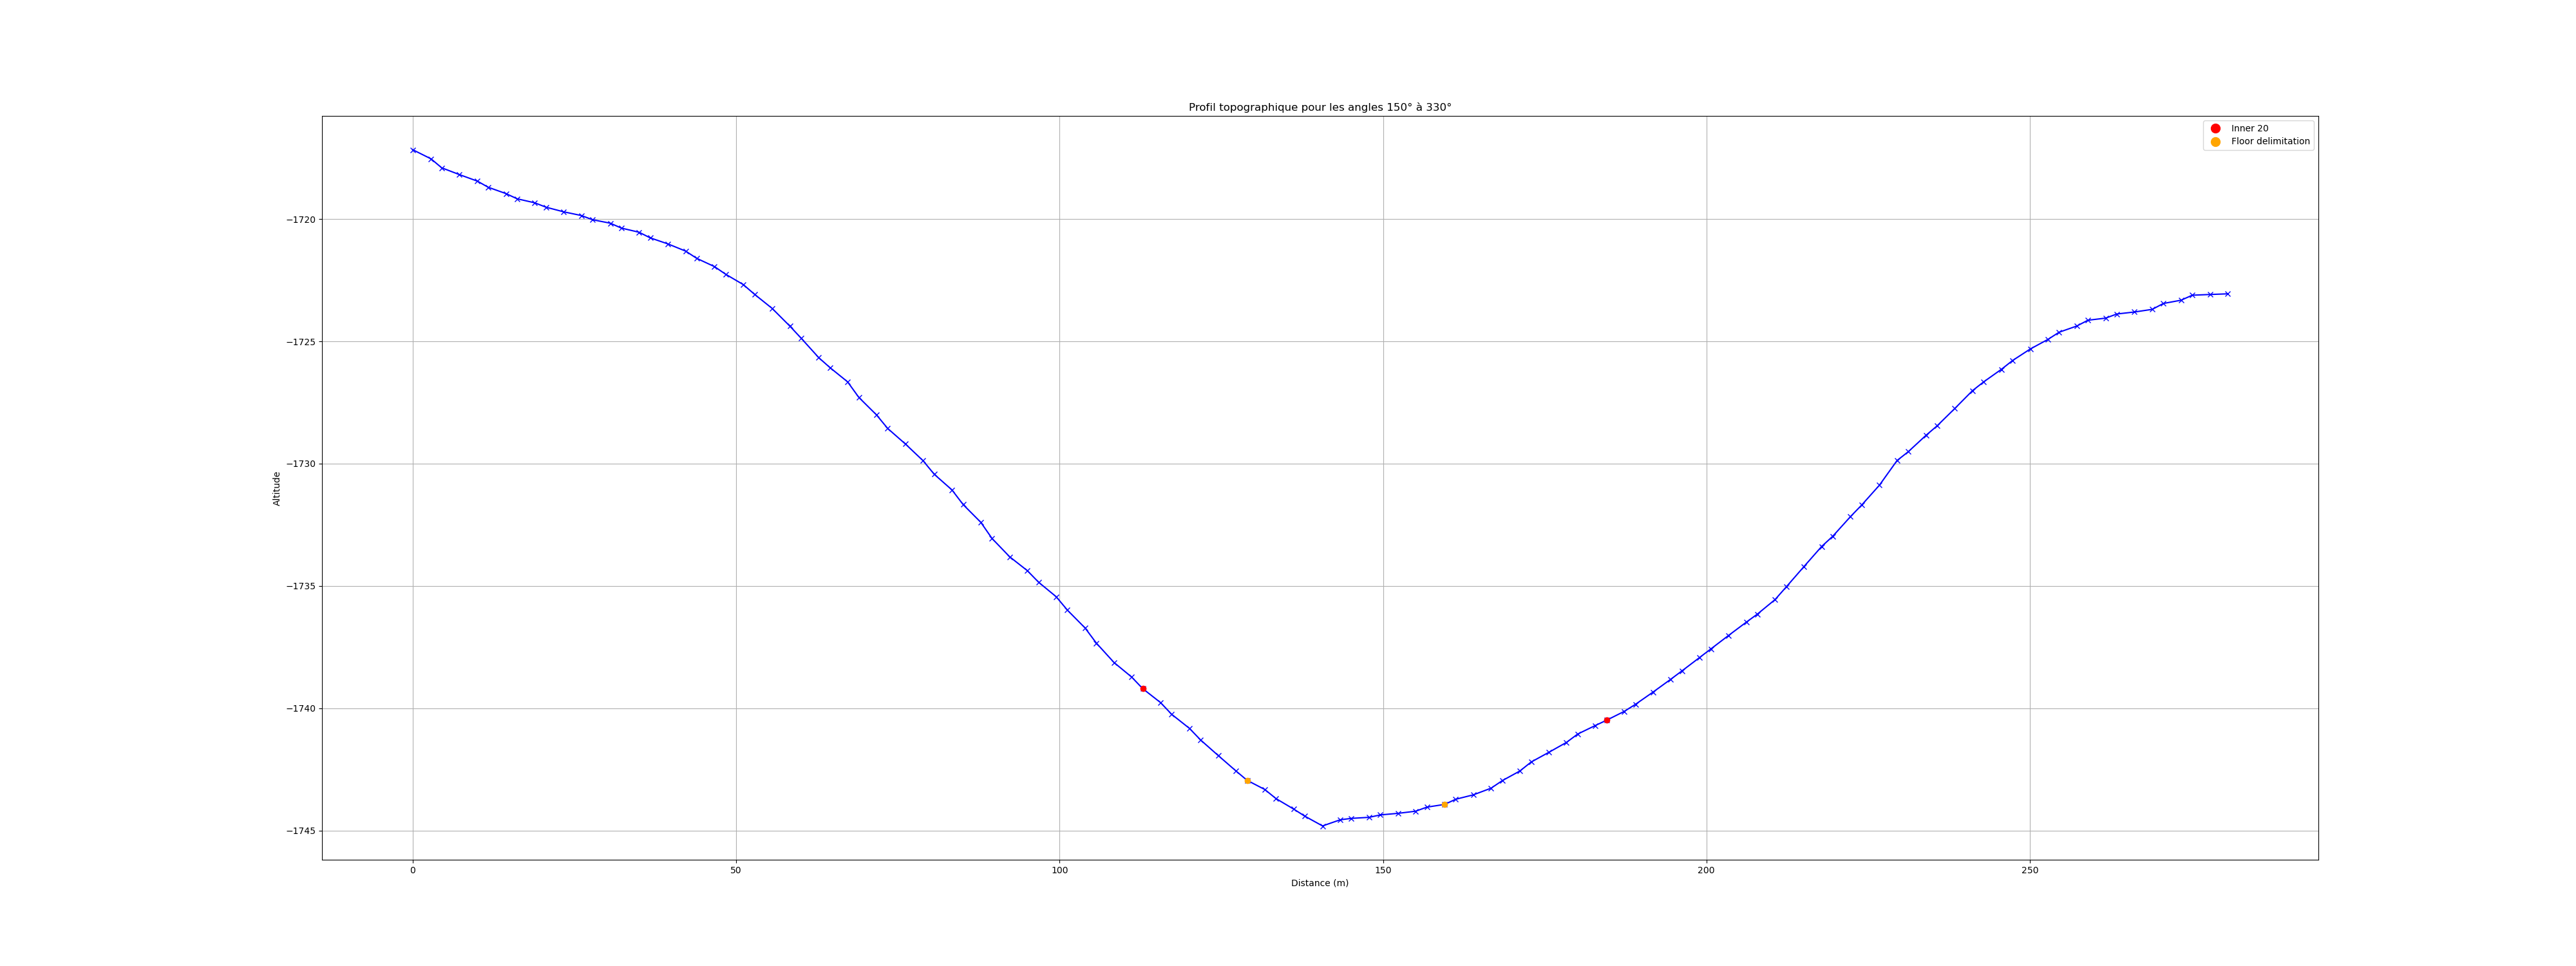 Profil topographique pour les angles 150° à 330°
Inner 20
Floor delimitation
−1720
−1725
−1730
−1735
−1740
−1745
Altitude
0 50 100 150 200 250
Distance (m)